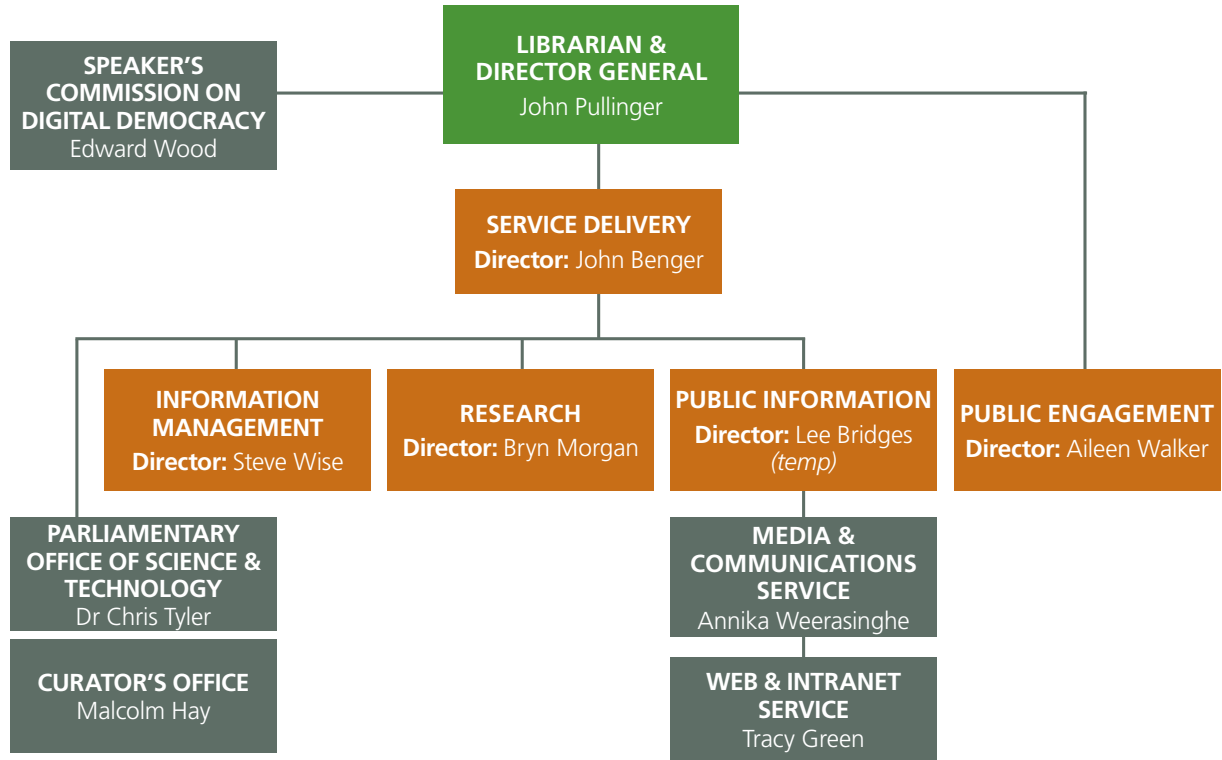 SPEAKER'S
COMMISSION ON
DIGITAL DEMOCRACY
Edward Wood
LIBRARIAN &
DIRECTOR GENERAL
John Pullinger
SERVICE DELIVERY
Director: John Benger
INFORMATION
MANAGEMENT
Director: Steve Wise
RESEARCH
Director: Bryn Morgan
PUBLIC INFORMATION
Director: Lee Bridges
(temp)
PUBLIC ENGAGEMENT
Director: Aileen Walker
PARLIAMENTARY
OFFICE OF SCIENCE &
TECHNOLOGY
Dr Chris Tyler
MEDIA &
COMMUNICATIONS
SERVICE
Annika Weerasinghe
CURATOR'S OFFICE
Malcolm Hay
WEB & INTRANET
SERVICE
Tracy Green